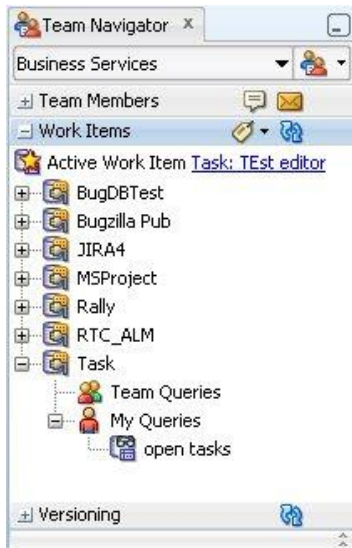 Team Navigator
Business Services
Team Members
Work Items
Active Work Item Task: TEst editor
BugDBTest
Bugzilla Pub
JIRA4
MSProject
Rally
RTC_ALM
Task
Team Queries
My Queries
open tasks
Versioning